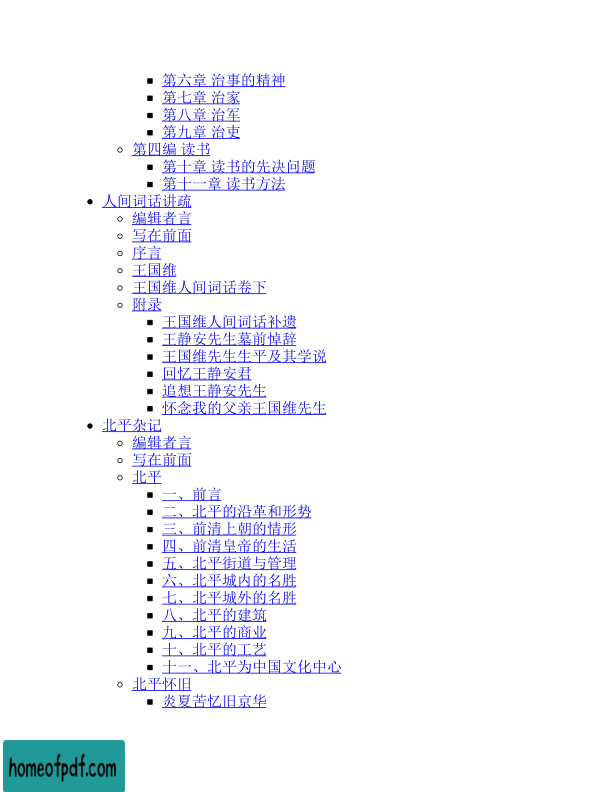 第六章 治事的精神
第七章 治家
第八章 治军
第九章 治吏
第四编 读书
第十章 读书的先决问题
第十一章 读书方法
人间词话讲疏
编辑者言
写在前面
序言
王国维
王国维人间词话卷下
附录
王国维人间词话补遗
王静安先生墓前悼辞
王国维先生生平及其学说
回忆王静安君
追想王静安先生
怀念我的父亲王国维先生
北平杂记
编辑者言
写在前面
北平
一、前言
二、北平的沿革和形势
三、前清上朝的情形
四、前清皇帝的生活
五、北平街道与管理
六、北平城内的名胜
七、北平城外的名胜
八、北平的建筑
九、北平的商业
十、北平的工艺
十一、北平为中国文化中心
北平怀旧
炎夏苦忆旧京华
homeofpdf.com